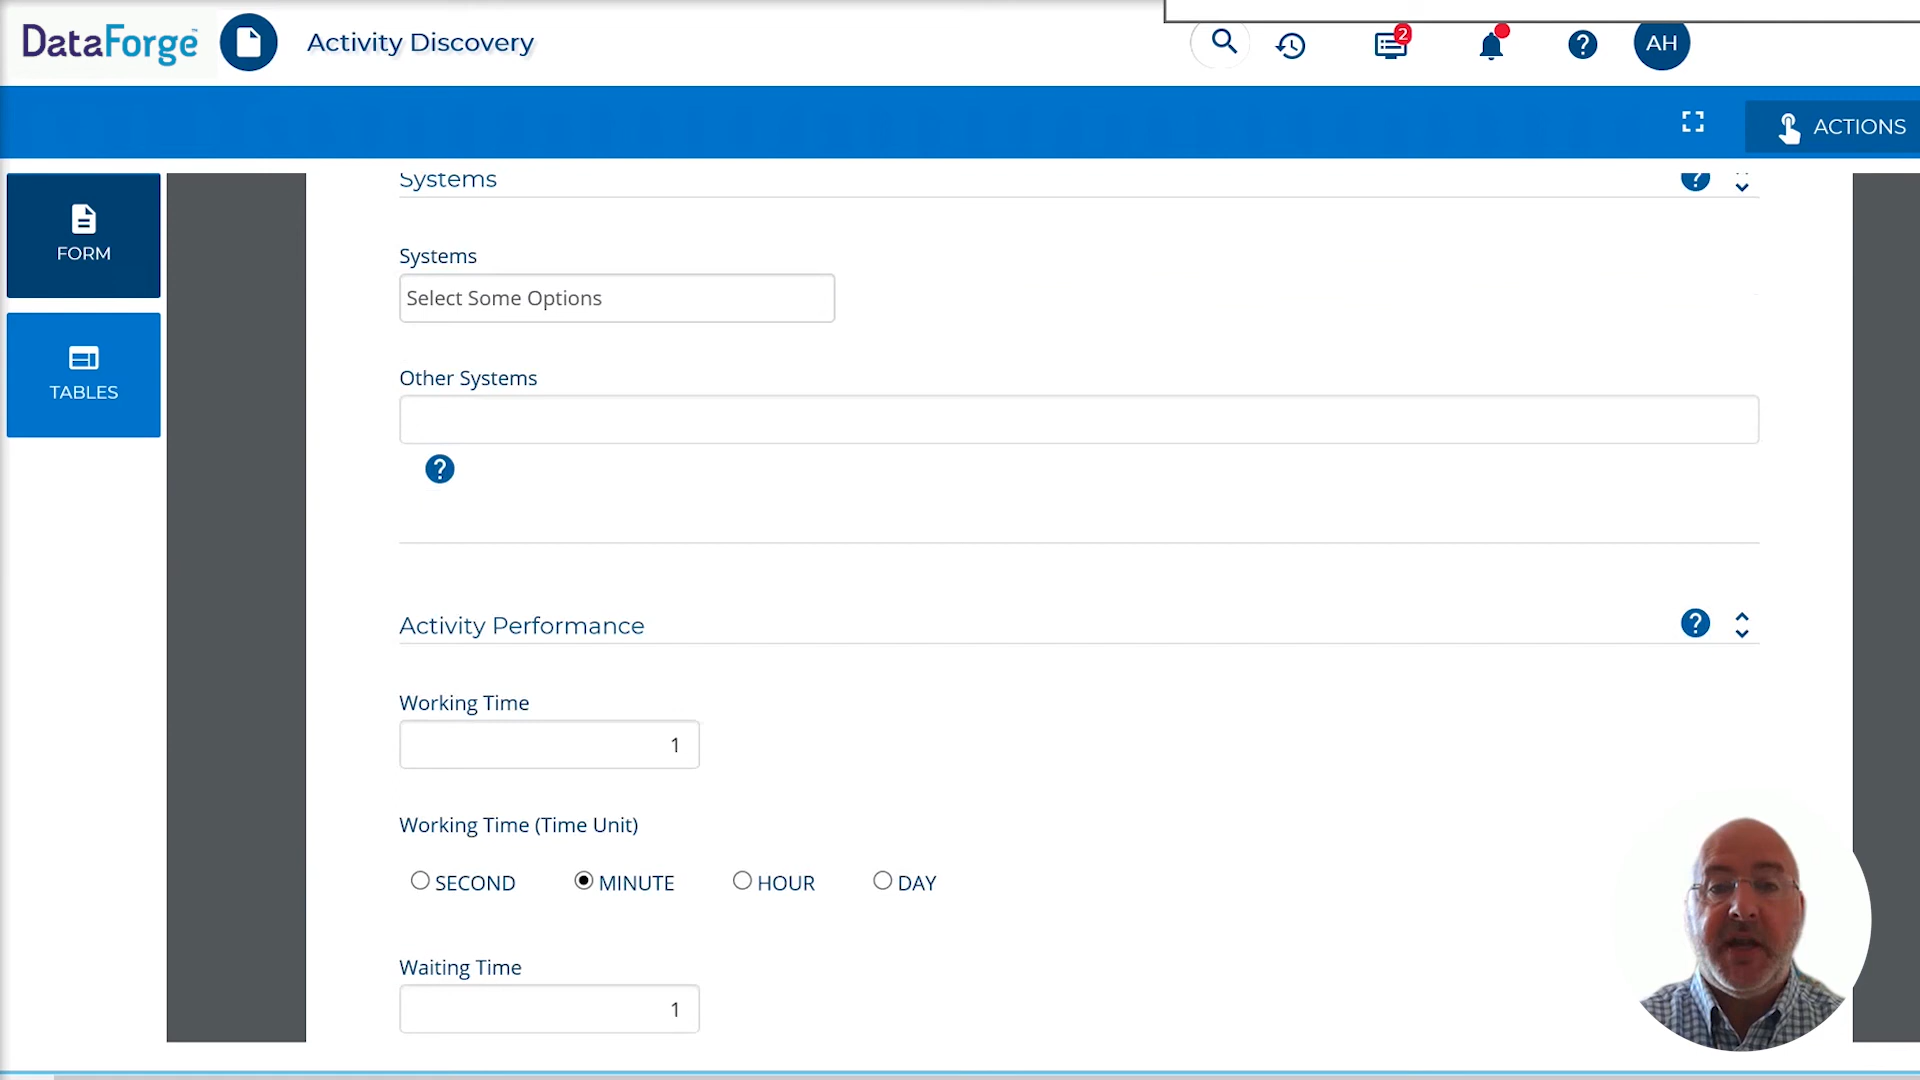 DataForge™
Activity Discovery
2
AH
ACTIONS
FORM
TABLES
Systems
Systems
Select Some Options
Other Systems
Activity Performance
Working Time
1
Working Time (Time Unit)
SECOND MINUTE HOUR DAY
Waiting Time
1